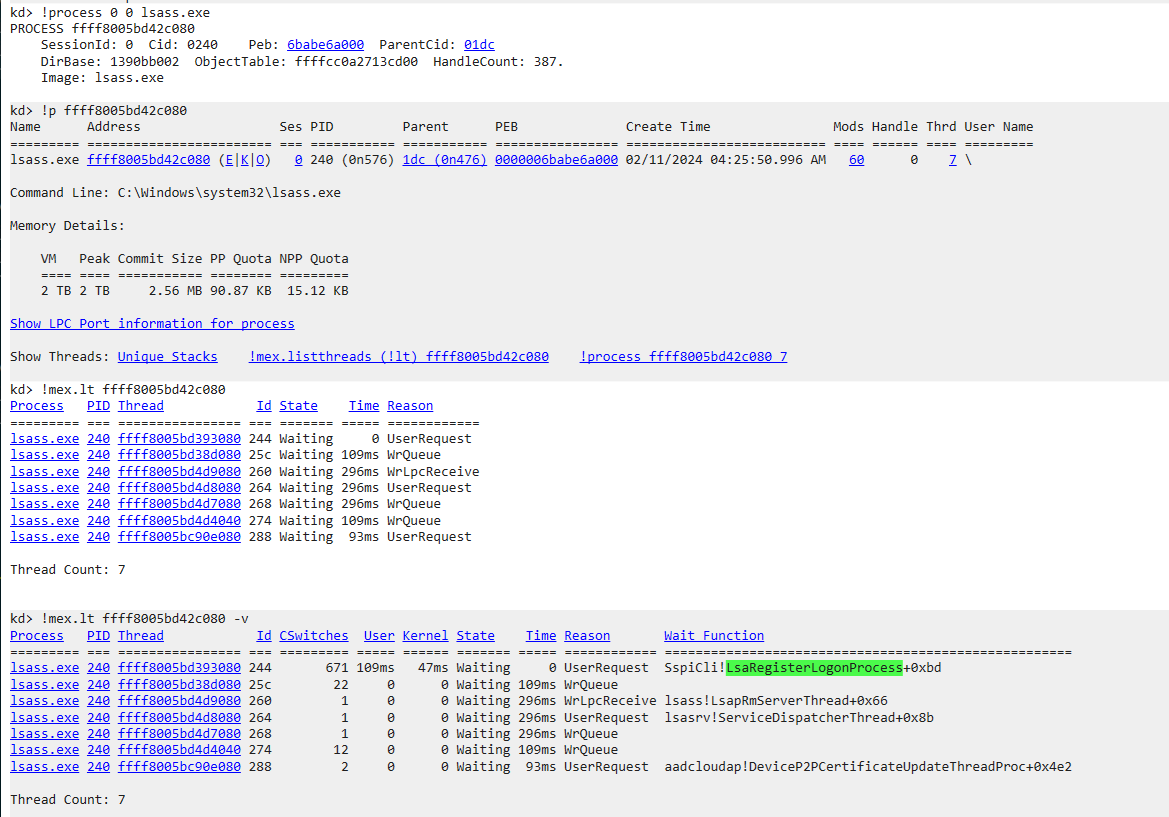 kd> !process 0 0 lsass.exe
PROCESS ffff8005bd42c080
    SessionId: 0  Cid: 0240    Peb: 6babe6a000  ParentCid: 01dc
    DirBase: 1390bb002  ObjectTable: ffffcc0a2713cd00  HandleCount: 387.
    Image: lsass.exe
kd> !p ffff8005bd42c080
Name      Address                  Ses PID         Parent      PEB              Create Time                Mods Handle Thrd User Name
========= ======================== === =========== =========== ================ ========================== ==== ====== ==== =========
lsass.exe ffff8005bd42c080 (E|K|O)   0 240 (0n576) 1dc (0n476) 0000006babe6a000 02/11/2024 04:25:50.996 AM   60      0    7 \
Command Line: C:\Windows\system32\lsass.exe
Memory Details:
    VM   Peak Commit Size PP Quota NPP Quota
    ==== ==== =========== ======== =========
    2 TB 2 TB     2.56 MB 90.87 KB  15.12 KB
Show LPC Port information for process
Show Threads: Unique Stacks    !mex.listthreads (!lt) ffff8005bd42c080    !process ffff8005bd42c080 7
kd> !mex.lt ffff8005bd42c080
Process   PID Thread            Id State    Time Reason
========= === ================ === ======= ===== ============
lsass.exe 240 ffff8005bd393080 244 Waiting     0 UserRequest
lsass.exe 240 ffff8005bd38d080 25c Waiting 109ms WrQueue
lsass.exe 240 ffff8005bd4d9080 260 Waiting 296ms WrLpcReceive
lsass.exe 240 ffff8005bd4d8080 264 Waiting 296ms UserRequest
lsass.exe 240 ffff8005bd4d7080 268 Waiting 296ms WrQueue
lsass.exe 240 ffff8005bd4d4040 274 Waiting 109ms WrQueue
lsass.exe 240 ffff8005bc90e080 288 Waiting  93ms UserRequest
Thread Count: 7
kd> !mex.lt ffff8005bd42c080 -v
Process   PID Thread            Id CSwitches  User Kernel State    Time Reason       Wait Function
========= === ================ === ========= ===== ====== ======= ===== ============ =====================================================
lsass.exe 240 ffff8005bd393080 244       671 109ms   47ms Waiting     0 UserRequest  SspiCli!LsaRegisterLogonProcess+0xbd
lsass.exe 240 ffff8005bd38d080 25c        22     0      0 Waiting 109ms WrQueue
lsass.exe 240 ffff8005bd4d9080 260         1     0      0 Waiting 296ms WrLpcReceive lsass!LsapRmServerThread+0x66
lsass.exe 240 ffff8005bd4d8080 264         1     0      0 Waiting 296ms UserRequest  lsasrv!ServiceDispatcherThread+0x8b
lsass.exe 240 ffff8005bd4d7080 268         1     0      0 Waiting 296ms WrQueue
lsass.exe 240 ffff8005bd4d4040 274        12     0      0 Waiting 109ms WrQueue
lsass.exe 240 ffff8005bc90e080 288         2     0      0 Waiting  93ms UserRequest  aadcloudap!DeviceP2PCertificateUpdateThreadProc+0x4e2
Thread Count: 7